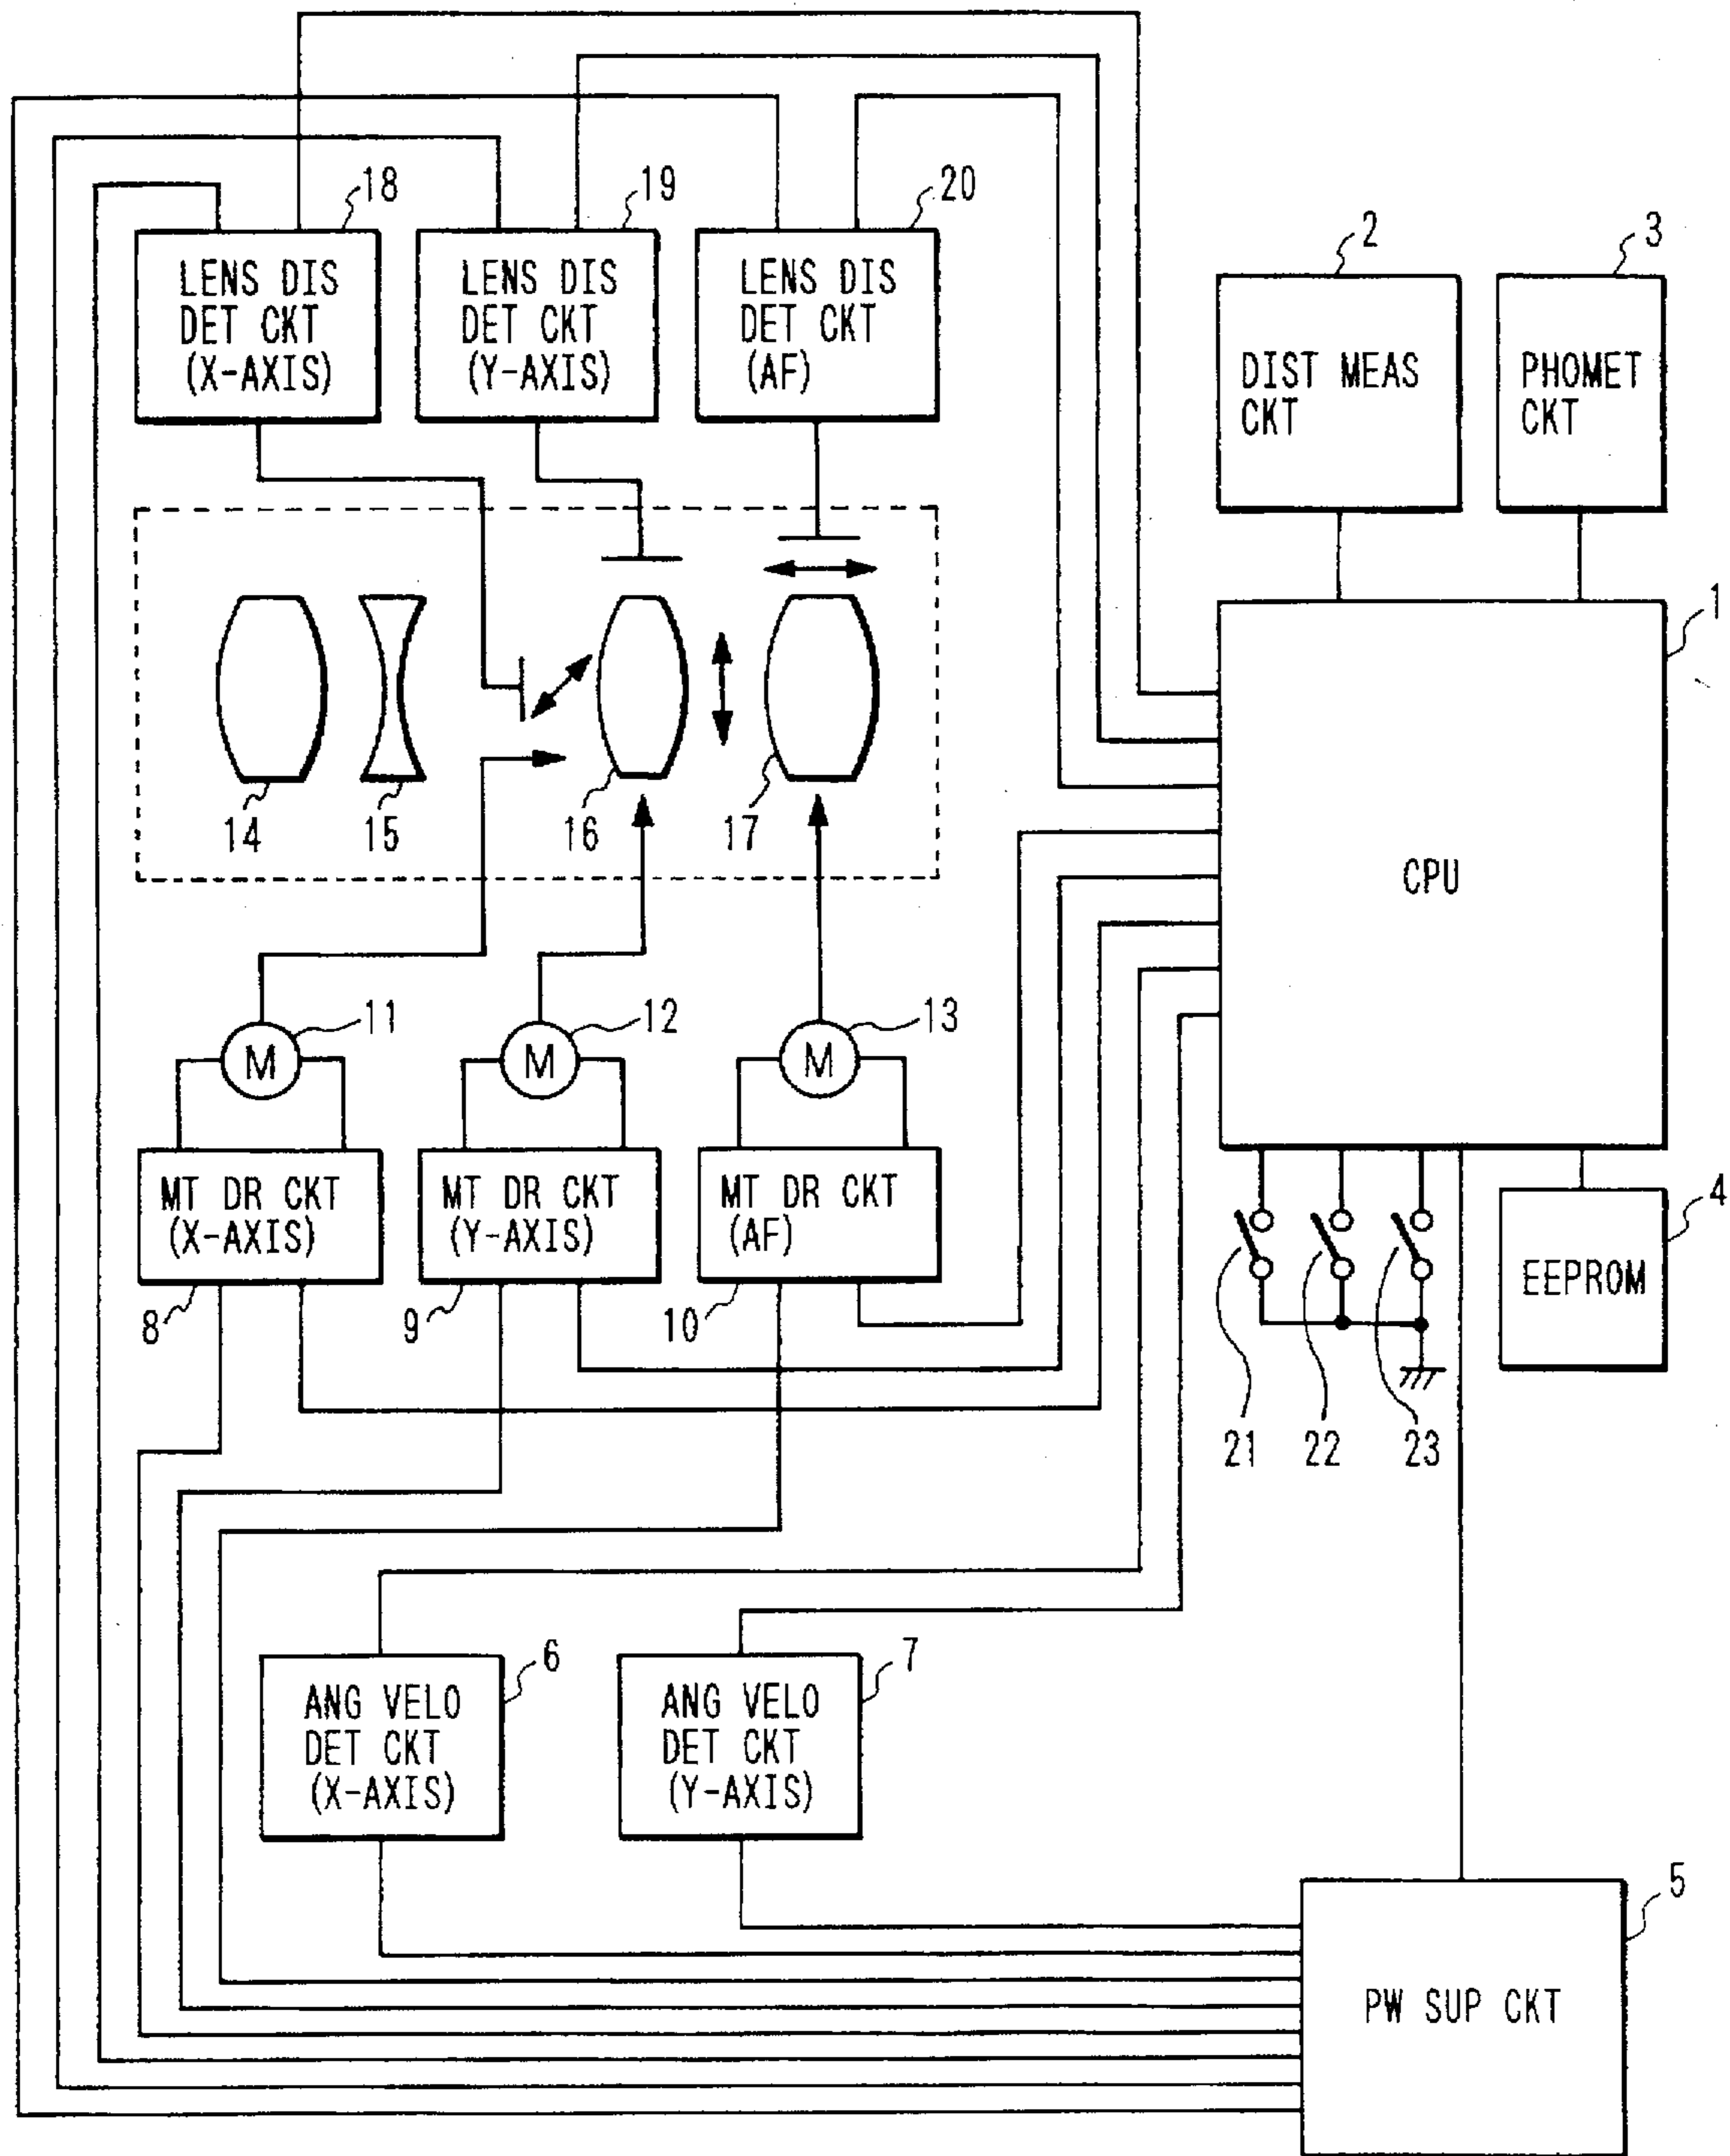 18
19
20
LENS DIS
DET CKT
(X-AXIS)
LENS DIS
DET CKT
(Y-AXIS)
LENS DIS
DET CKT
(AF)
2
3
DIST MEAS
CKT
PHOMET
CKT
1
CPU
14
15
16
17
11
12
13
M
M
M
MT DR CKT
(X-AXIS)
MT DR CKT
(Y-AXIS)
MT DR CKT
(AF)
8
9
10
4
EEPROM
21
22
23
6
7
ANG VELO
DET CKT
(X-AXIS)
ANG VELO
DET CKT
(Y-AXIS)
5
PW SUP CKT